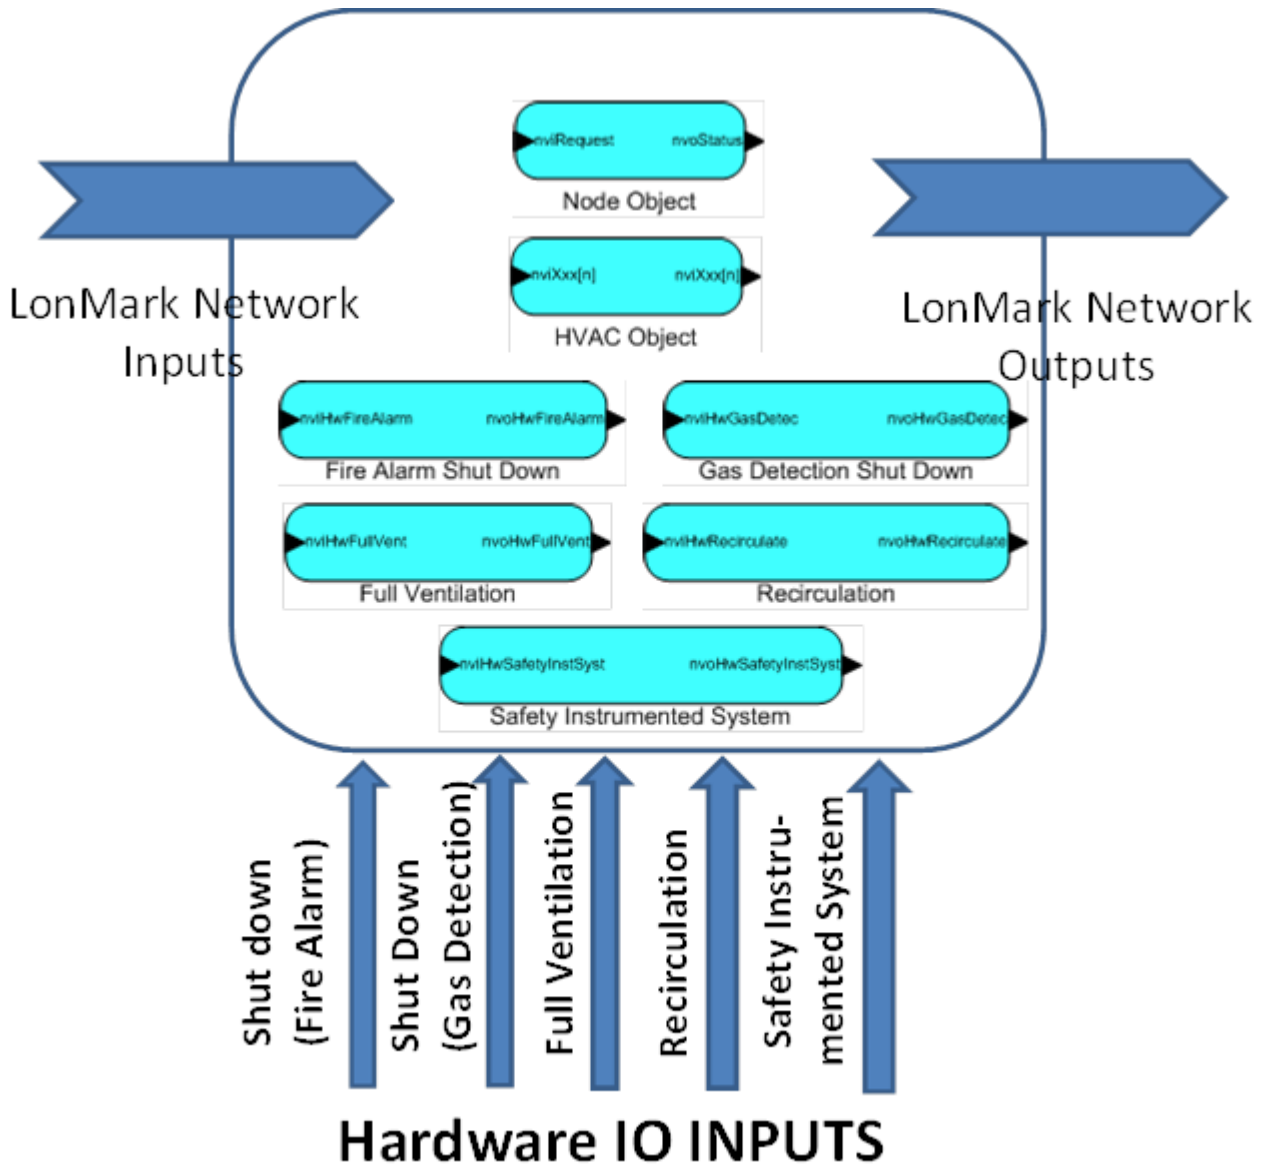 nviRequest nvoStatus
Node Object
nviXxx[n] nviXxx[n]
HVAC Object
LonMark Network
Inputs
LonMark Network
Outputs
nviHwFireAlarm nvoHwFireAlarm
Fire Alarm Shut Down
nviHwGasDetec nvoHwGasDetec
Gas Detection Shut Down
nviHwFullVent nvoHwFullVent
Full Ventilation
nviHwRecirculate nvoHwRecirculate
Recirculation
nviHwSafetyInstSyst nvoHwSafetyInstSyst
Safety Instrumented System
Shut down
(Fire Alarm)
Shut Down
(Gas Detection)
Full Ventilation
Recirculation
Safety Instru-
mented System
Hardware IO INPUTS